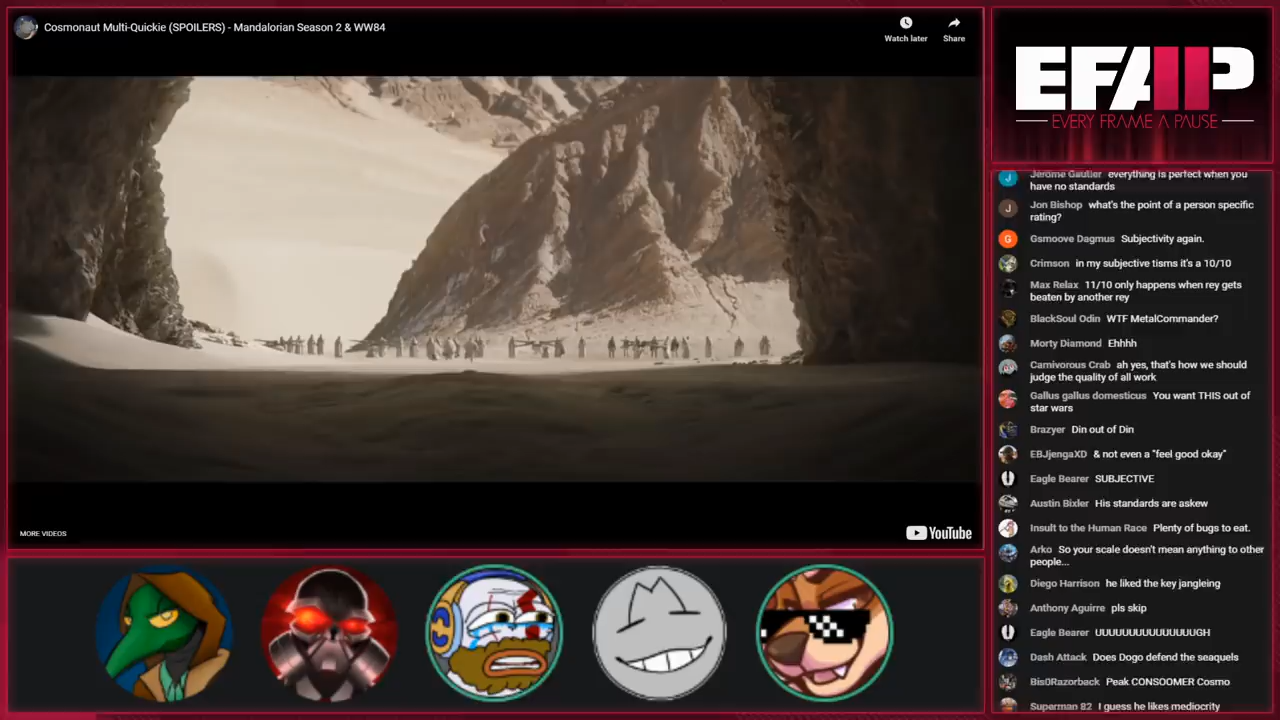 Cosmonaut Multi-Quickie (SPOILERS) - Mandalorian Season 2 & WW84
Watch later
Share
MORE VIDEOS
YouTube
EFAP
EVERY FRAME A PAUSE
J
Jerome Gautier everything is perfect when you
have no standards
J
Jon Bishop what's the point of a person specific
rating?
G
Gsmoove Dagmus Subjectivity again.
Crimson in my subjective tisms it's a 10/10
Max Relax 11/10 only happens when rey gets
beaten by another rey
BlackSoul Odin WTF MetalCommander?
Morty Diamond Ehhhh
Carnivorous Crab ah yes, that's how we should
judge the quality of all work
Gallus gallus domesticus You want THIS out of
star wars
Brazyer Din out of Din
EBJjengaXD & not even a "feel good okay"
Eagle Bearer SUBJECTIVE
Austin Bixler His standards are askew
Insult to the Human Race Plenty of bugs to eat.
Arko So your scale doesn't mean anything to other
people...
Diego Harrison he liked the key jangleing
Anthony Aguirre pls skip
Eagle Bearer UUUUUUUUUUUUUUGH
Dash Attack Does Dogo defend the seaquels
Bis0Razorback Peak CONSOOMER Cosmo
Superman 82 I guess he likes mediocrity